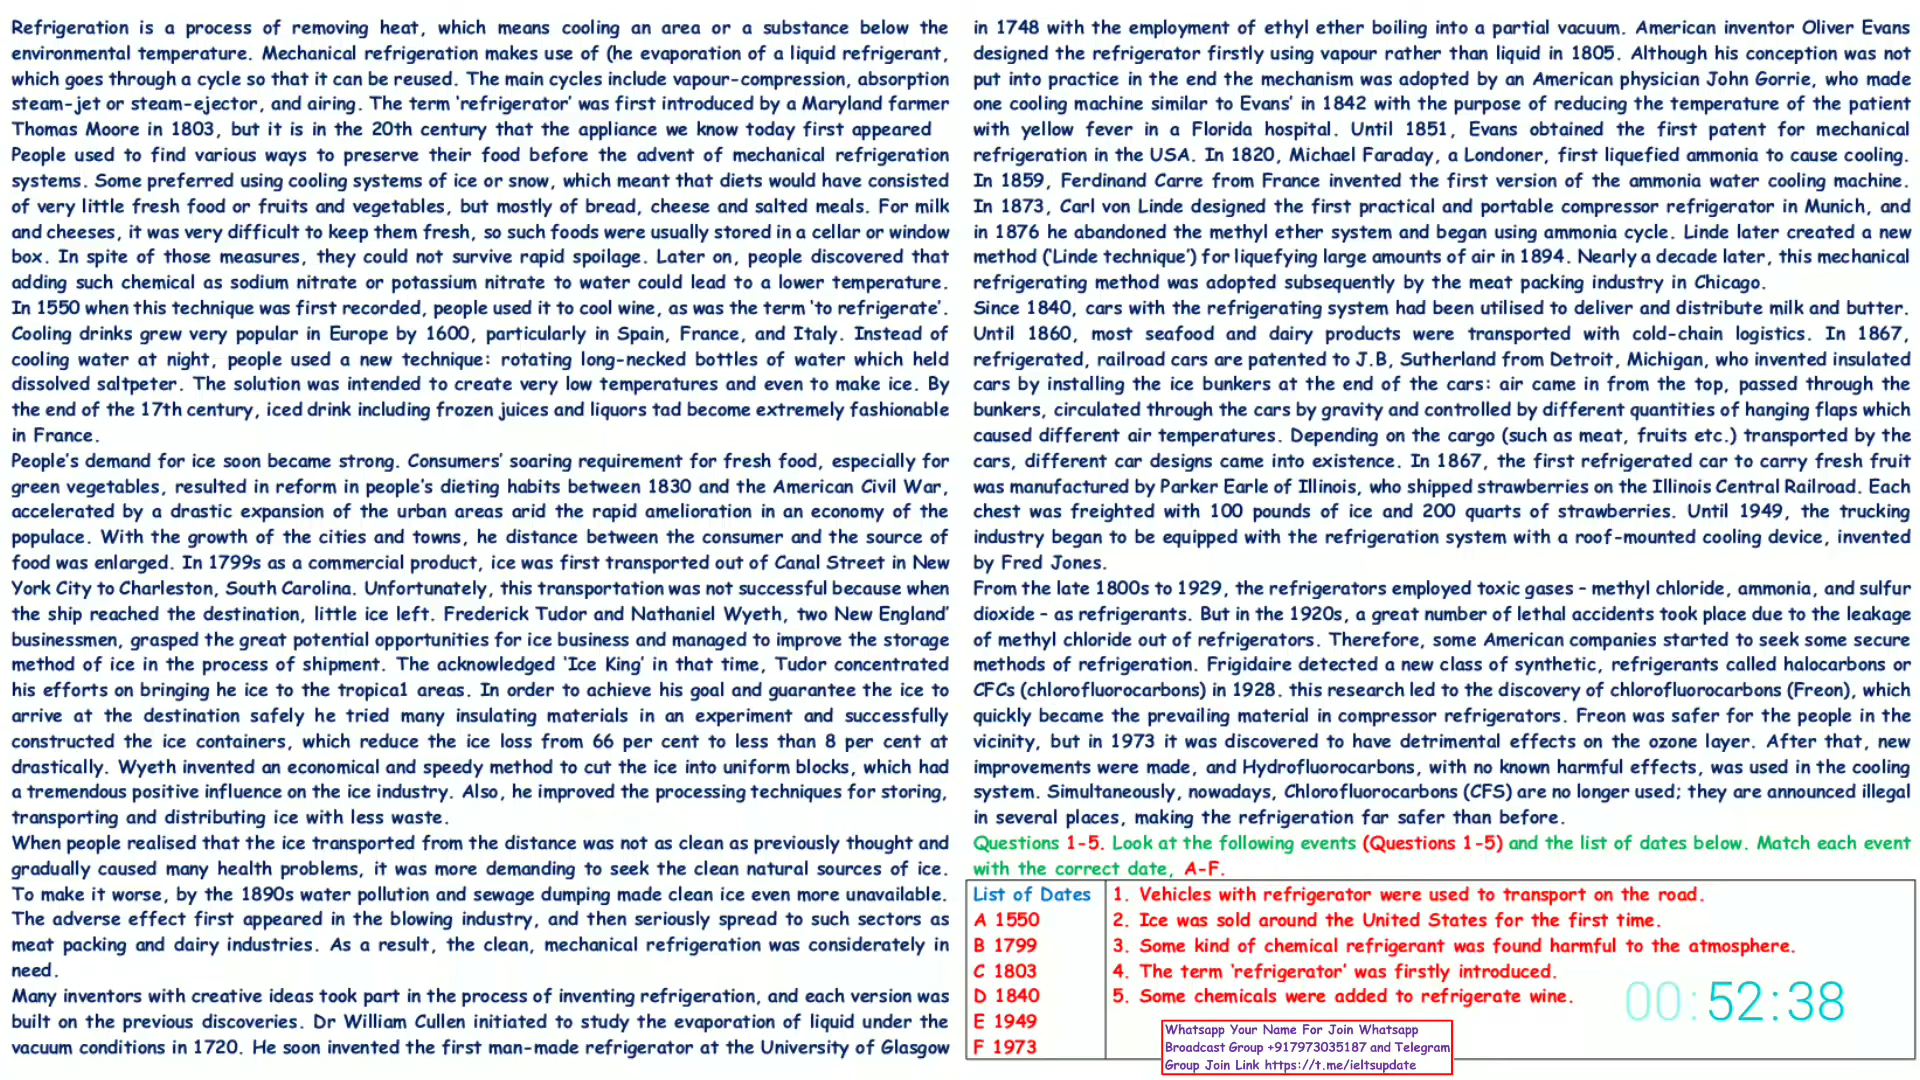 Refrigeration is a process of removing heat, which means cooling an area or a substance below the
environmental temperature. Mechanical refrigeration makes use of (he evaporation of a liquid refrigerant,
which goes through a cycle so that it can be reused. The main cycles include vapour-compression, absorption
steam-jet or steam-ejector, and airing. The term 'refrigerator' was first introduced by a Maryland farmer
Thomas Moore in 1803, but it is in the 20th century that the appliance we know today first appeared
People used to find various ways to preserve their food before the advent of mechanical refrigeration
systems. Some preferred using cooling systems of ice or snow, which meant that diets would have consisted
of very little fresh food or fruits and vegetables, but mostly of bread, cheese and salted meals. For milk
and cheeses, it was very difficult to keep them fresh, so such foods were usually stored in a cellar or window
box. In spite of those measures, they could not survive rapid spoilage. Later on, people discovered that
adding such chemical as sodium nitrate or potassium nitrate to water could lead to a lower temperature.
In 1550 when this technique was first recorded, people used it to cool wine, as was the term 'to refrigerate'.
Cooling drinks grew very popular in Europe by 1600, particularly in Spain, France, and Italy. Instead of
cooling water at night, people used a new technique: rotating long-necked bottles of water which held
dissolved saltpeter. The solution was intended to create very low temperatures and even to make ice. By
the end of the 17th century, iced drink including frozen juices and liquors tad become extremely fashionable
in France.
People's demand for ice soon became strong. Consumers' soaring requirement for fresh food, especially for
green vegetables, resulted in reform in people's dieting habits between 1830 and the American Civil War,
accelerated by a drastic expansion of the urban areas arid the rapid amelioration in an economy of the
populace. With the growth of the cities and towns, he distance between the consumer and the source of
food was enlarged. In 1799s as a commercial product, ice was first transported out of Canal Street in New
York City to Charleston, South Carolina. Unfortunately, this transportation was not successful because when
the ship reached the destination, little ice left. Frederick Tudor and Nathaniel Wyeth, two New England'
businessmen, grasped the great potential opportunities for ice business and managed to improve the storage
method of ice in the process of shipment. The acknowledged 'Ice King' in that time, Tudor concentrated
his efforts on bringing he ice to the tropica1 areas. In order to achieve his goal and guarantee the ice to
arrive at the destination safely he tried many insulating materials in an experiment and successfully
constructed the ice containers, which reduce the ice loss from 66 per cent to less than 8 per cent at
drastically. Wyeth invented an economical and speedy method to cut the ice into uniform blocks, which had
a tremendous positive influence on the ice industry. Also, he improved the processing techniques for storing,
transporting and distributing ice with less waste.
When people realised that the ice transported from the distance was not as clean as previously thought and
gradually caused many health problems, it was more demanding to seek the clean natural sources of ice.
To make it worse, by the 1890s water pollution and sewage dumping made clean ice even more unavailable.
The adverse effect first appeared in the blowing industry, and then seriously spread to such sectors as
meat packing and dairy industries. As a result, the clean, mechanical refrigeration was considerately in
need.
Many inventors with creative ideas took part in the process of inventing refrigeration, and each version was
built on the previous discoveries. Dr William Cullen initiated to study the evaporation of liquid under the
vacuum conditions in 1720. He soon invented the first man-made refrigerator at the University of Glasgow
in 1748 with the employment of ethyl ether boiling into a partial vacuum. American inventor Oliver Evans
designed the refrigerator firstly using vapour rather than liquid in 1805. Although his conception was not
put into practice in the end the mechanism was adopted by an American physician John Gorrie, who made
one cooling machine similar to Evans' in 1842 with the purpose of reducing the temperature of the patient
with yellow fever in a Florida hospital. Until 1851, Evans obtained the first patent for mechanical
refrigeration in the USA. In 1820, Michael Faraday, a Londoner, first liquefied ammonia to cause cooling.
In 1859, Ferdinand Carre from France invented the first version of the ammonia water cooling machine.
In 1873, Carl von Linde designed the first practical and portable compressor refrigerator in Munich, and
in 1876 he abandoned the methyl ether system and began using ammonia cycle. Linde later created a new
method ('Linde technique') for liquefying large amounts of air in 1894. Nearly a decade later, this mechanical
refrigerating method was adopted subsequently by the meat packing industry in Chicago.
Since 1840, cars with the refrigerating system had been utilised to deliver and distribute milk and butter.
Until 1860, most seafood and dairy products were transported with cold-chain logistics. In 1867,
refrigerated, railroad cars are patented to J.B, Sutherland from Detroit, Michigan, who invented insulated
cars by installing the ice bunkers at the end of the cars: air came in from the top, passed through the
bunkers, circulated through the cars by gravity and controlled by different quantities of hanging flaps which
caused different air temperatures. Depending on the cargo (such as meat, fruits etc.) transported by the
cars, different car designs came into existence. In 1867, the first refrigerated car to carry fresh fruit
was manufactured by Parker Earle of Illinois, who shipped strawberries on the Illinois Central Railroad. Each
chest was freighted with 100 pounds of ice and 200 quarts of strawberries. Until 1949, the trucking
industry began to be equipped with the refrigeration system with a roof-mounted cooling device, invented
by Fred Jones.
From the late 1800s to 1929, the refrigerators employed toxic gases – methyl chloride, ammonia, and sulfur
dioxide – as refrigerants. But in the 1920s, a great number of lethal accidents took place due to the leakage
of methyl chloride out of refrigerators. Therefore, some American companies started to seek some secure
methods of refrigeration. Frigidaire detected a new class of synthetic, refrigerants called halocarbons or
CFCs (chlorofluorocarbons) in 1928. this research led to the discovery of chlorofluorocarbons (Freon), which
quickly became the prevailing material in compressor refrigerators. Freon was safer for the people in the
vicinity, but in 1973 it was discovered to have detrimental effects on the ozone layer. After that, new
improvements were made, and Hydrofluorocarbons, with no known harmful effects, was used in the cooling
system. Simultaneously, nowadays, Chlorofluorocarbons (CFS) are no longer used; they are announced illegal
in several places, making the refrigeration far safer than before.
Questions 1-5. Look at the following events (Questions 1-5) and the list of dates below. Match each event
with the correct date, A-F.
List of Dates
A 1550
B 1799
C 1803
D 1840
E 1949
F 1973
1. Vehicles with refrigerator were used to transport on the road.
2. Ice was sold around the United States for the first time.
3. Some kind of chemical refrigerant was found harmful to the atmosphere.
4. The term 'refrigerator' was firstly introduced.
5. Some chemicals were added to refrigerate wine.
00:52:38
Whatsapp Your Name For Join Whatsapp
Broadcast Group +917973035187 and Telegram
Group Join Link https://t.me/ieltsupdate